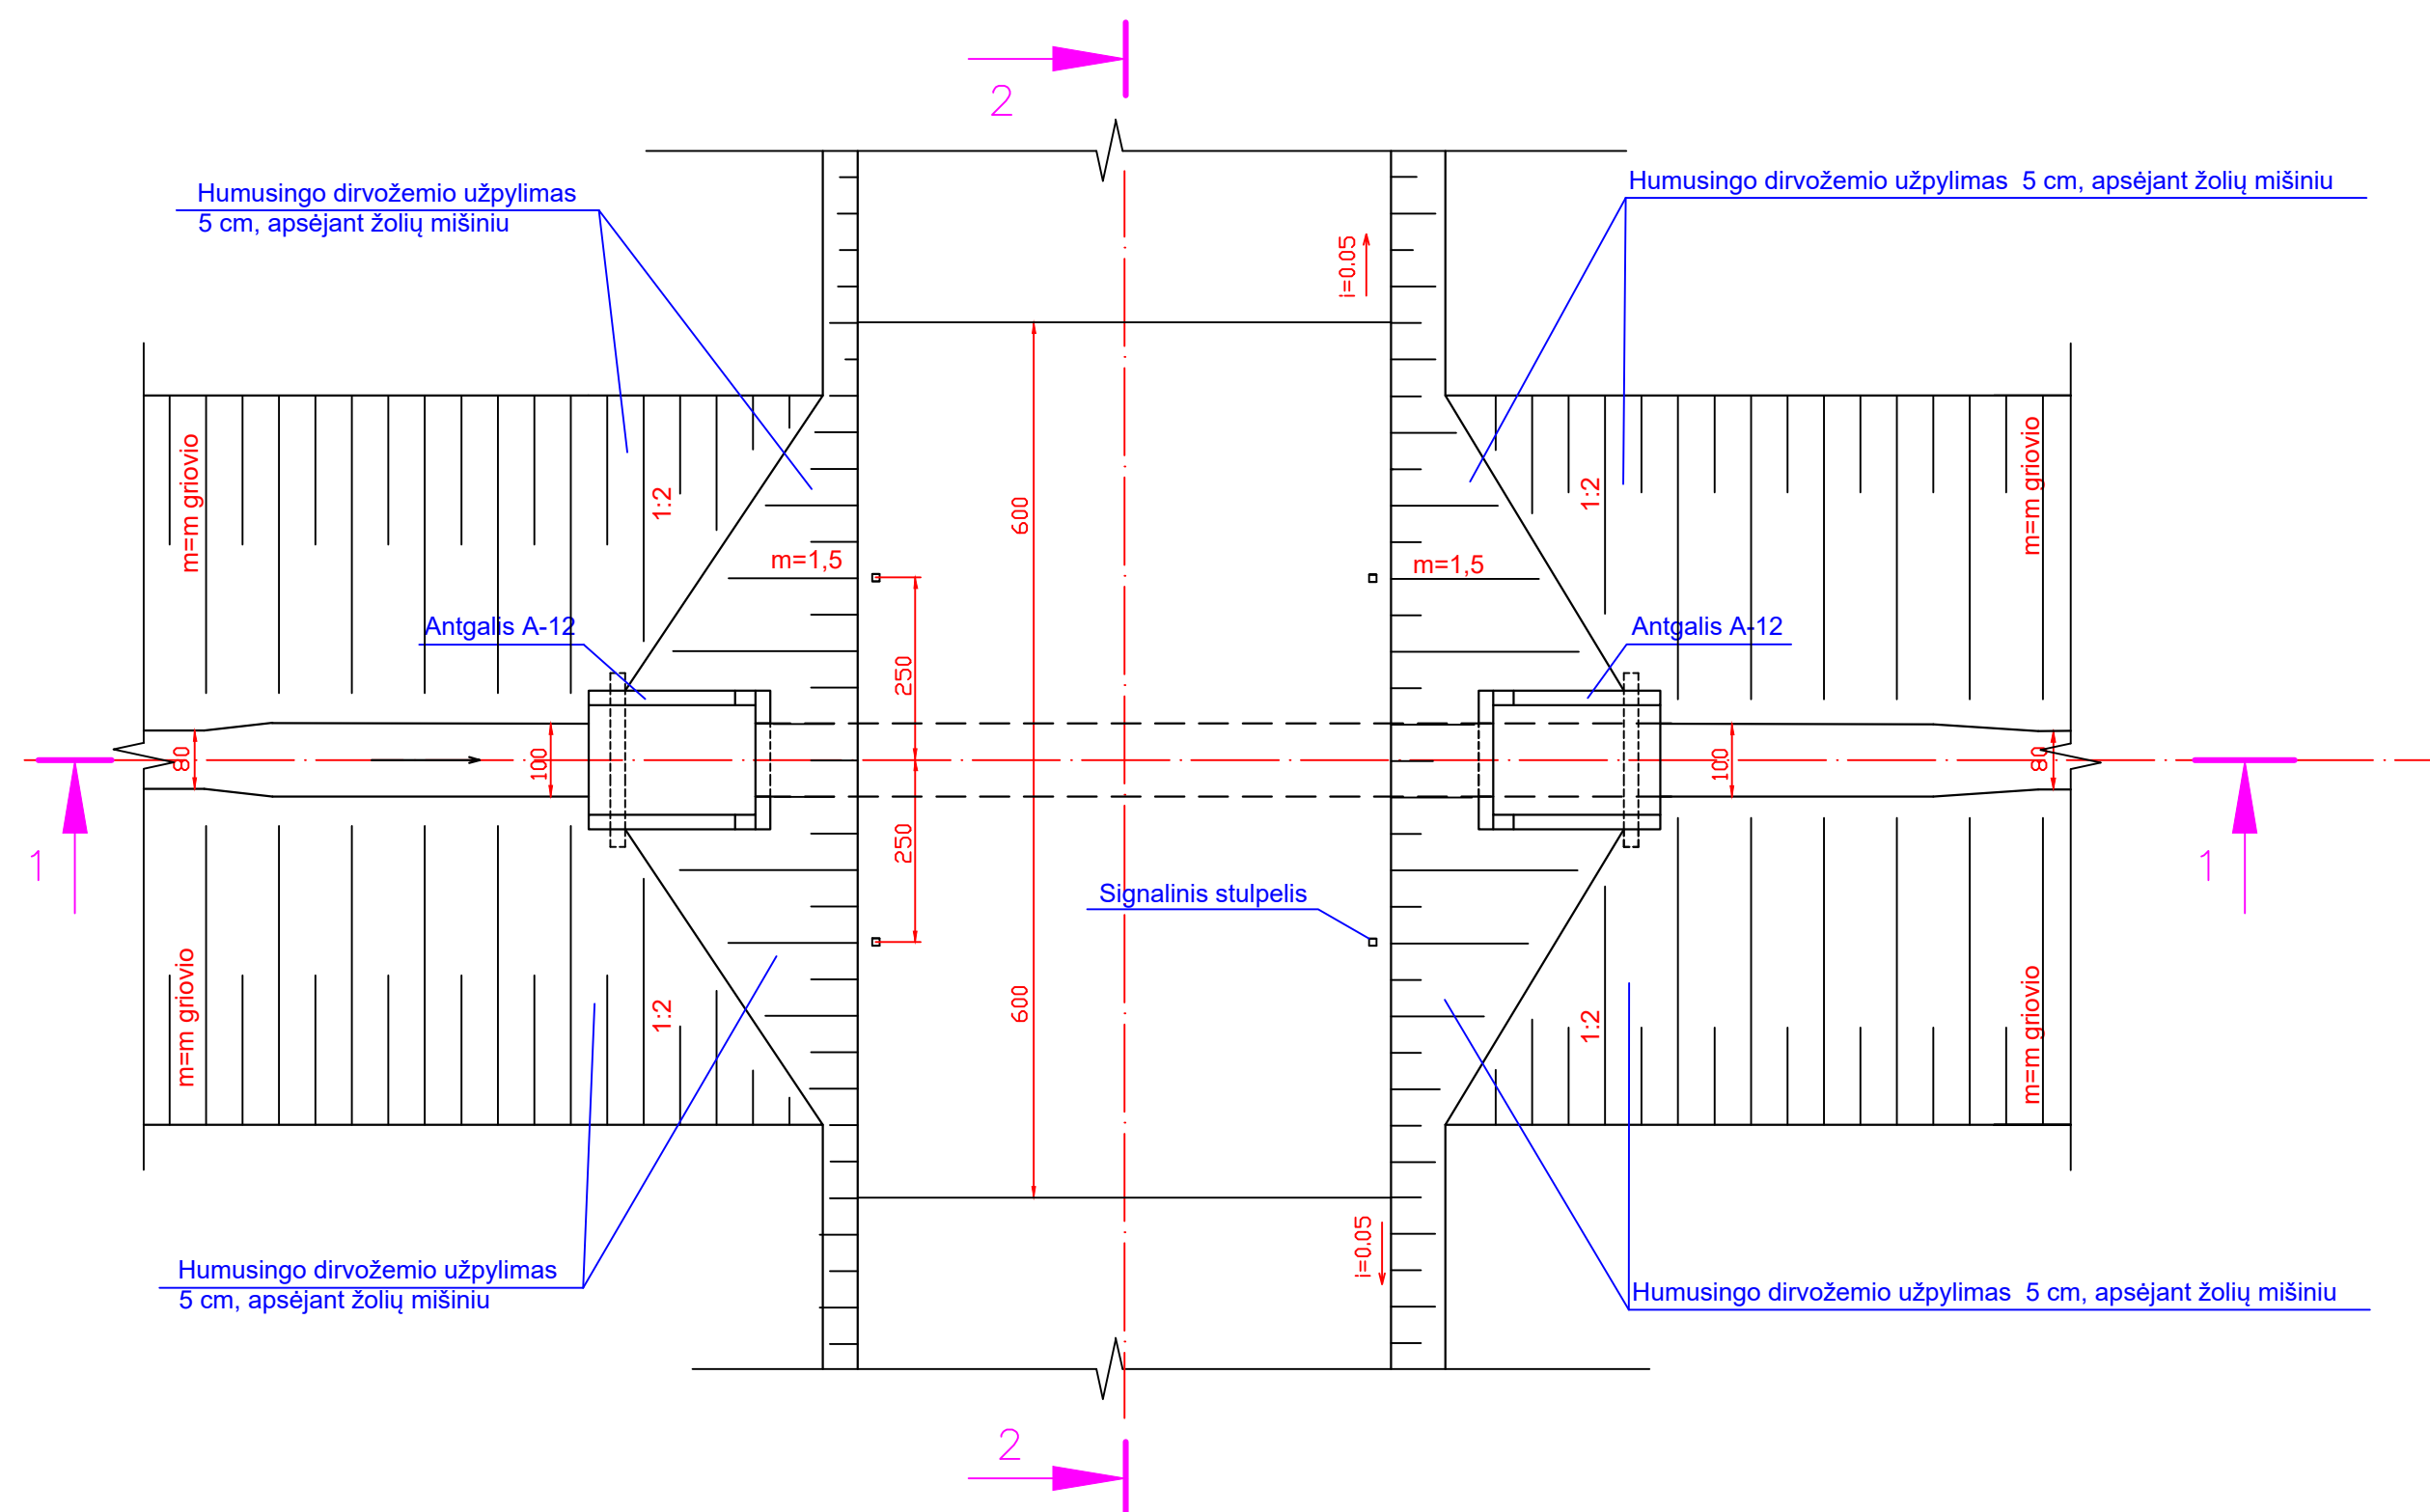 2
Humusingo dirvožemio užpylimas
5 cm, apsėjant žolių mišiniu
Humusingo dirvožemio užpylimas 5 cm, apsėjant žolių mišiniu
i=0.05
m=m griovio
1:2
600
1:2
m=m griovio
m=1,5
m=1,5
Antgalis A-12
Antgalis A-12
250
80
100
100
80
1
250
1
Signalinis stulpelis
m=m griovio
1:2
600
1:2
m=m griovio
i=0.05
Humusingo dirvožemio užpylimas
5 cm, apsėjant žolių mišiniu
Humusingo dirvožemio užpylimas 5 cm, apsėjant žolių mišiniu
2